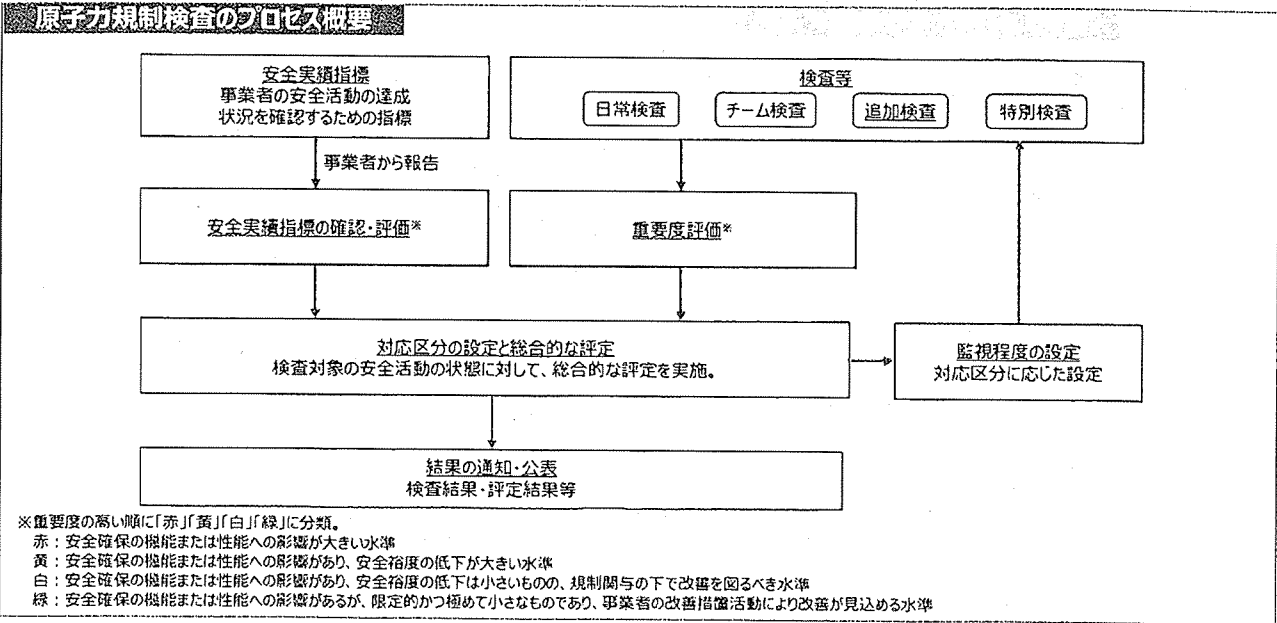 原子力規制検査のプロセス概要
安全実績指標
事業者の安全活動の達成
状況を確認するための指標
検査等
日常検査
チーム検査
追加検査
特別検査
事業者から報告
安全実績指標の確認・評価※
重要度評価※
対応区分の設定と総合的な評定
検査対象の安全活動の状態に対して、総合的な評定を実施。
監視程度の設定
対応区分に応じた設定
結果の通知・公表
検査結果・評定結果等
※重要度の高い順に「赤」「黄」「白」「緑」に分類。
赤：安全確保の機能または性能への影響が大きい水準
黄：安全確保の機能または性能への影響があり、安全裕度の低下が大きい水準
白：安全確保の機能または性能への影響があり、安全裕度の低下は小さいものの、規制関与の下で改善を図るべき水準
緑：安全確保の機能または性能への影響があるが、限定的かつ極めて小さなものであり、事業者の改善措置活動により改善が見込める水準